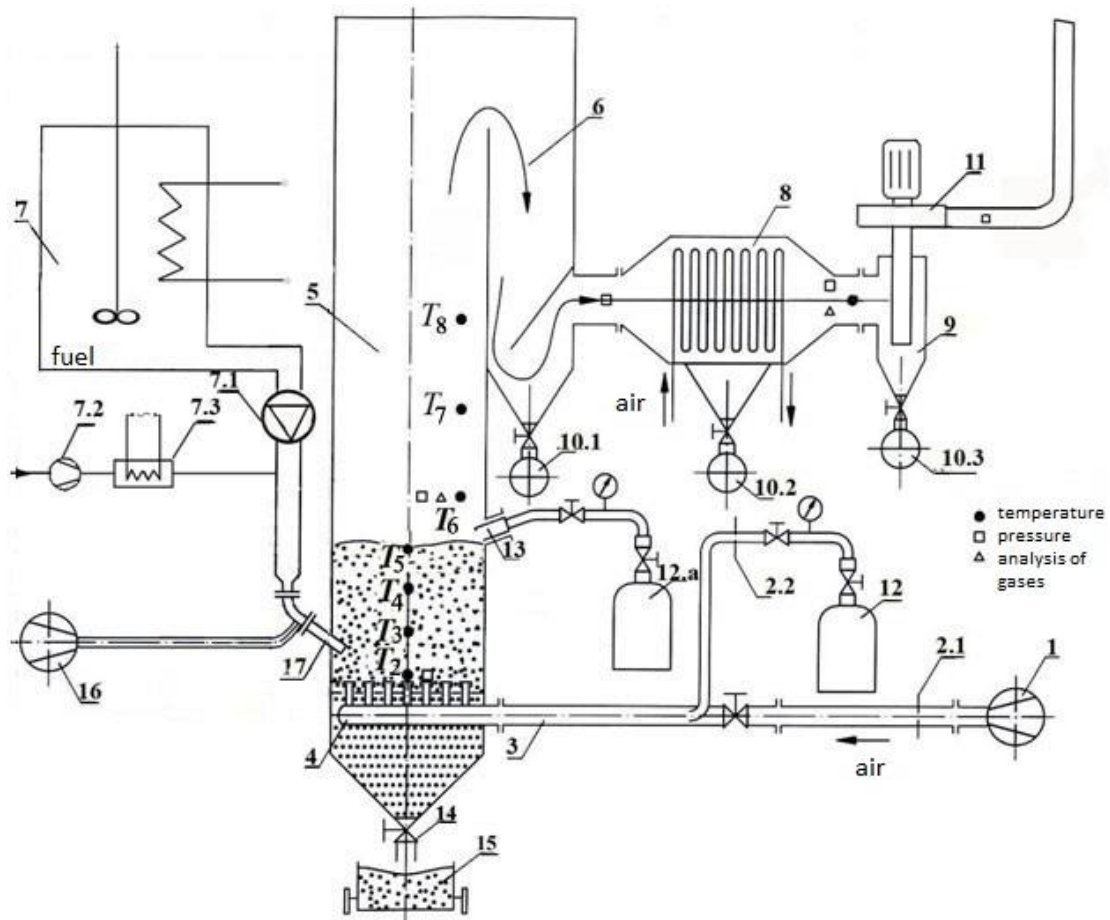 6
11
8
7
5
T8
9
fuel
7.1
7.2
7.3
T7
air
10.1
10.2
10.3
T6
temperature
pressure
analysis of
gases
13
T5
12.a
2.2
12
T4
T3
2.1
1
T2
16
17
4
3
air
14
15